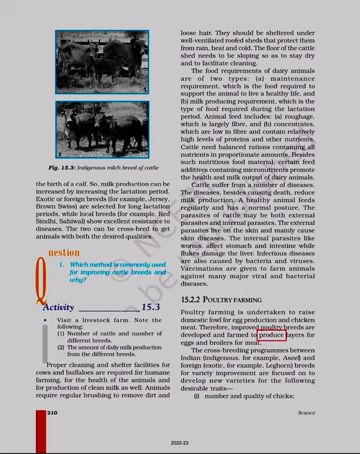 Fig. 15.3: Indigenous milch breed of cattle
the birth of a calf. So, milk production can be
increased by increasing the lactation period.
Exotic or foreign breeds (for example, Jersey,
Brown Swiss) are selected for long lactation
periods, while local breeds (for example, Red
Sindhi, Sahiwal) show excellent resistance to
diseases. The two can be cross-bred to get
animals with both the desired qualities.
Question
1. Which method is commonly used
for improving cattle breeds and
why?
Activity 15.3
• Visit a livestock farm. Note the
following:
(1) Number of cattle and number of
different breeds.
(2) The amount of daily milk production
from the different breeds.
Proper cleaning and shelter facilities for
cows and buffaloes are required for humane
farming, for the health of the animals and
for production of clean milk as well. Animals
require regular brushing to remove dirt and
loose hair. They should be sheltered under
well-ventilated roofed sheds that protect them
from rain, heat and cold. The floor of the cattle
shed needs to be sloping so as to stay dry
and to facilitate cleaning.
The food requirements of dairy animals
are of two types: (a) maintenance
requirement, which is the food required to
support the animal to live a healthy life, and
(b) milk producing requirement, which is the
type of food required during the lactation
period. Animal feed includes: (a) roughage,
which is largely fibre, and (b) concentrates,
which are low in fibre and contain relatively
high levels of proteins and other nutrients.
Cattle need balanced rations containing all
nutrients in proportionate amounts. Besides
such nutritious food material, certain feed
additives containing micronutrients promote
the health and milk output of dairy animals.
Cattle suffer from a number of diseases.
The diseases, besides causing death, reduce
milk production. A healthy animal feeds
regularly and has a normal posture. The
parasites of cattle may be both external
parasites and internal parasites. The external
parasites live on the skin and mainly cause
skin diseases. The internal parasites like
worms, affect stomach and intestine while
flukes damage the liver. Infectious diseases
are also caused by bacteria and viruses.
Vaccinations are given to farm animals
against many major viral and bacterial
diseases.
15.2.2 POULTRY FARMING
Poultry farming is undertaken to raise
domestic fowl for egg production and chicken
meat. Therefore, improved poultry breeds are
developed and farmed to produce layers for
eggs and broilers for meat.
The cross-breeding programmes between
Indian (indigenous, for example, Aseel) and
foreign (exotic, for example, Leghorn) breeds
for variety improvement are focused on to
develop new varieties for the following
desirable traits—
(i) number and quality of chicks;
210
SCIENCE
2022-23